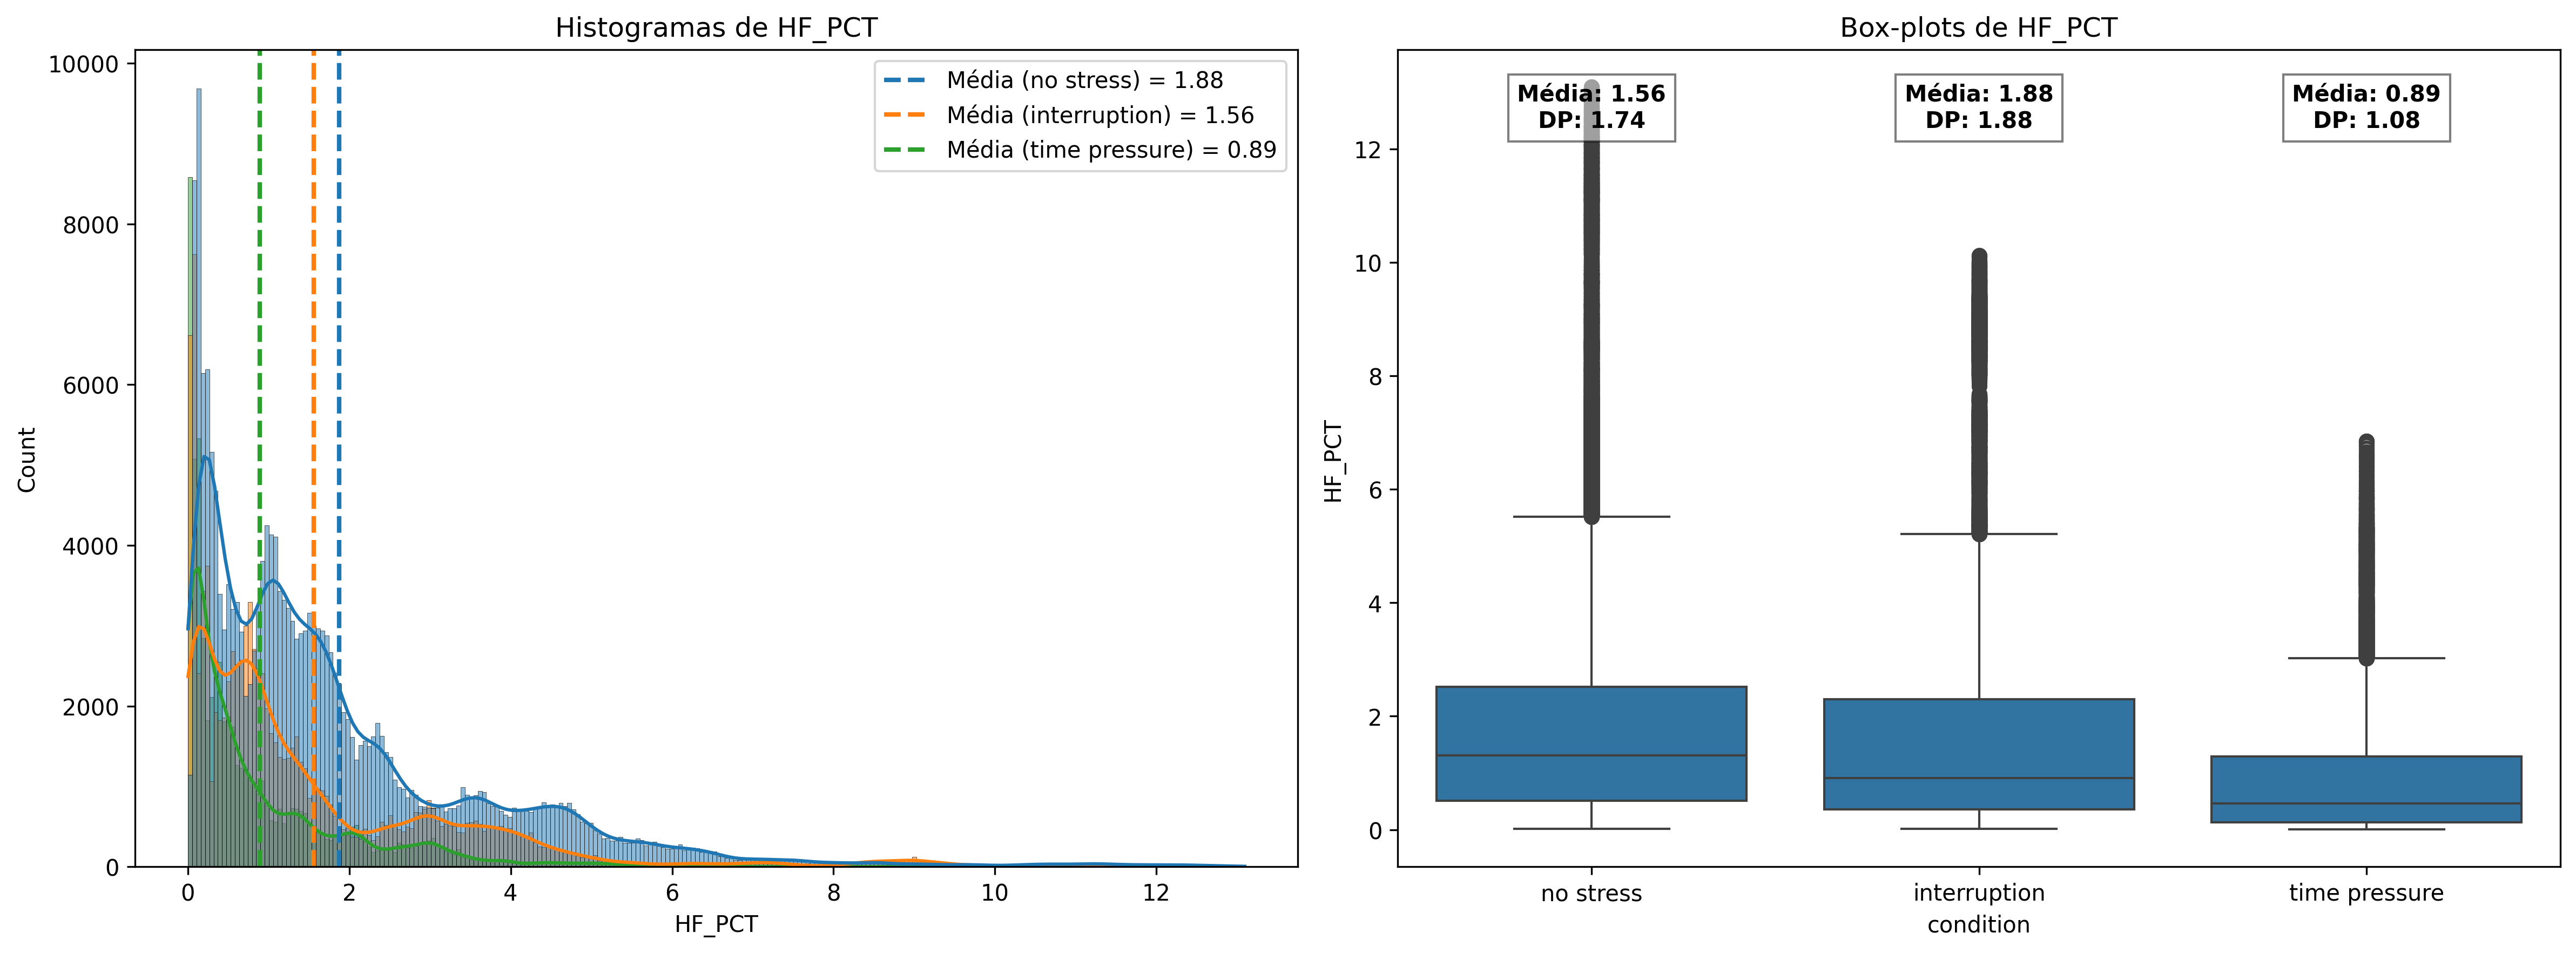 Histogramas de HF_PCT
Média (no stress) = 1.88
Média (interruption) = 1.56
Média (time pressure) = 0.89
10000
8000
6000
4000
2000
0
Count
0 2 4 6 8 10 12
HF_PCT
Box-plots de HF_PCT
Média: 1.56
DP: 1.74
Média: 1.88
DP: 1.88
Média: 0.89
DP: 1.08
12
10
8
6
4
2
0
HF_PCT
no stress interruption time pressure
condition